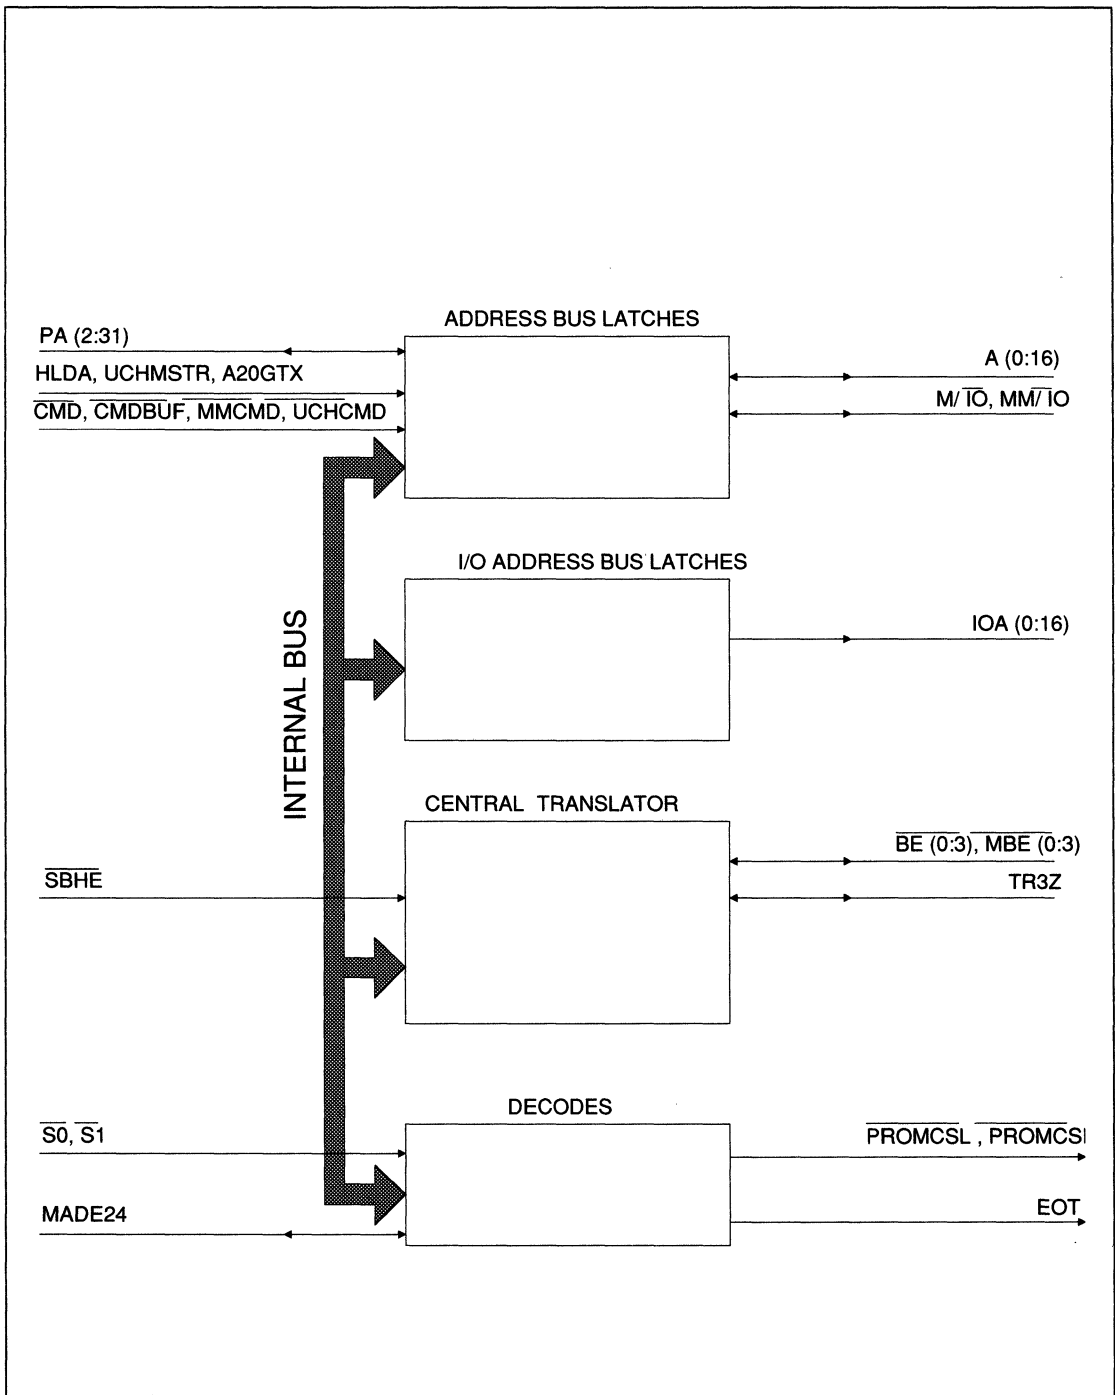 ADDRESS BUS LATCHES
PA (2:31)
HLDA, UCHMSTR, A20GTX
CMD, CMDBUF, MMCMD, UCHCMD
A (0:16)
M/ IO, MM/ IO
I/O ADDRESS BUS LATCHES
IOA (0:16)
INTERNAL BUS
CENTRAL TRANSLATOR
SBHE
BE (0:3), MBE (0:3)
TR3Z
DECODES
S0, S1
MADE24
PROMCSL , PROMCS
EOT